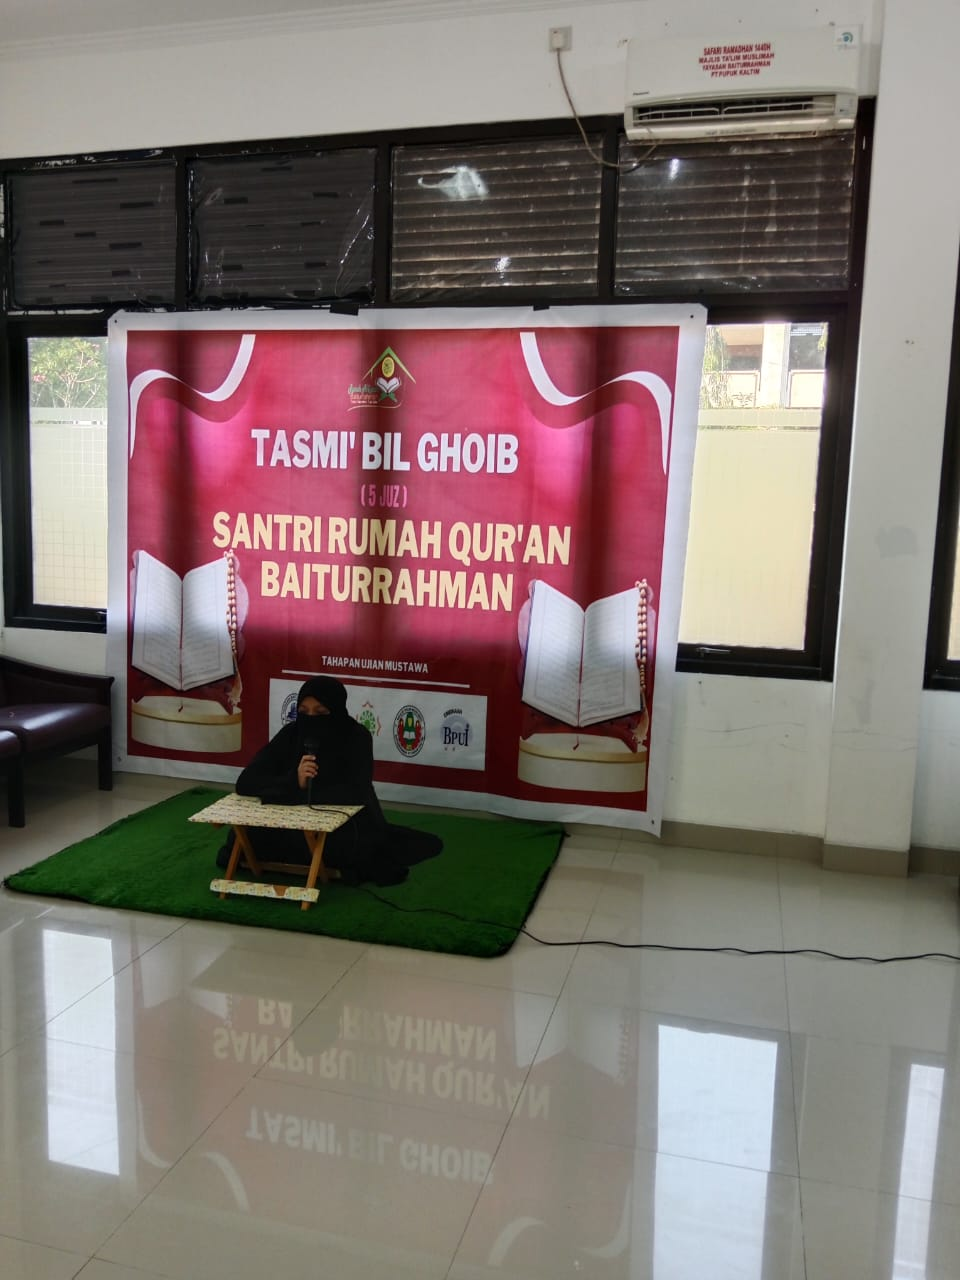 SAFARI RAMADHAN 1440H
MAJLIS TA'LIM MUSLIMAH
YAYASAN BAITURRAHMAN
PT.PUPUK KALTIM
Panasonic
TASMI' BIL GHOIB
( 5 JUZ )
SANTRI RUMAH QUR'AN
BAITURRAHMAN
TAHAPAN UJIAN MUSTAWA
BPUI